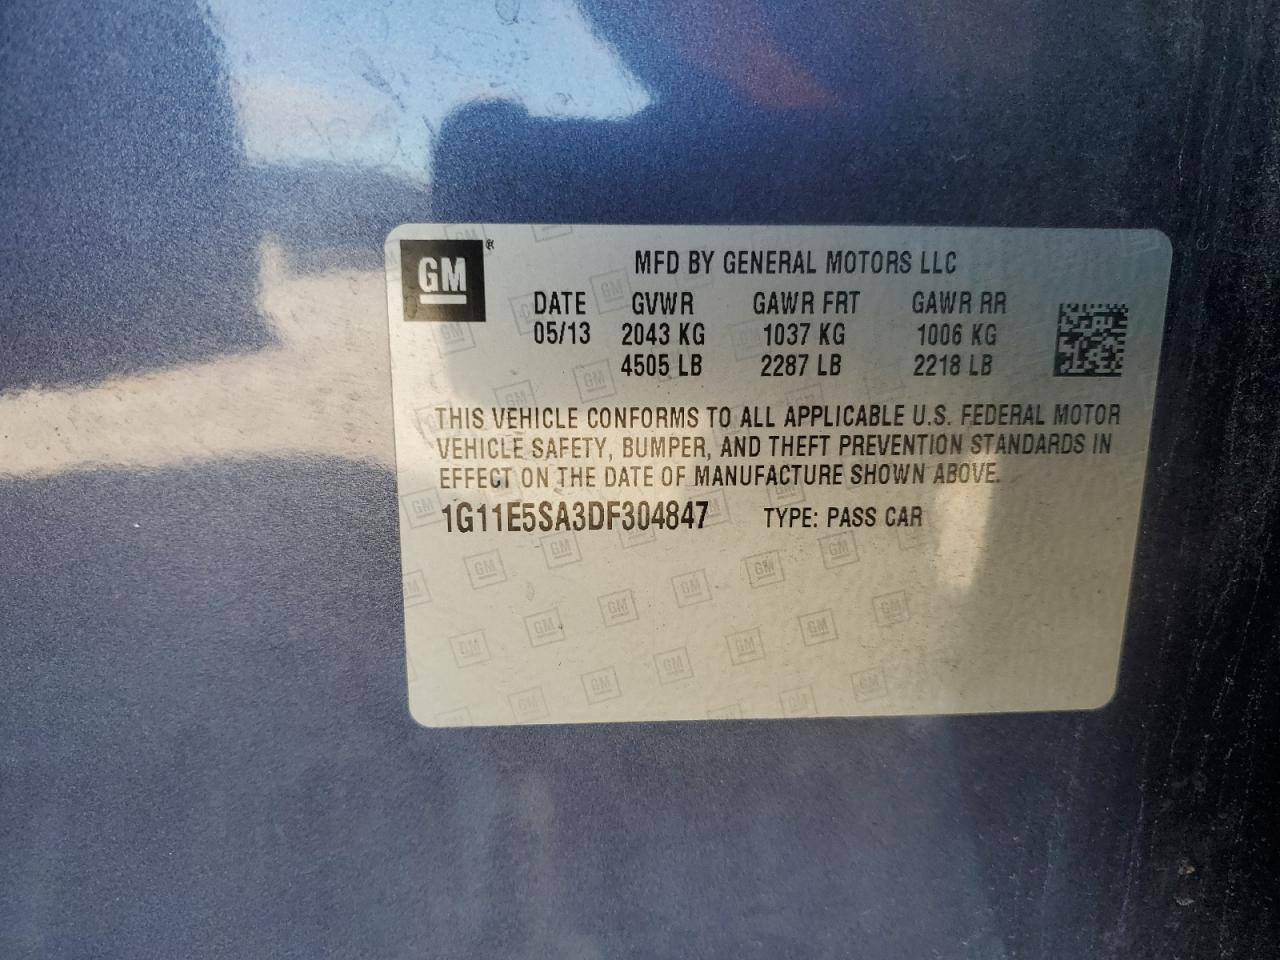 GM®
MFD BY GENERAL MOTORS LLC
DATE GVWR GAWR FRT GAWR RR
05/13 2043 KG 1037 KG 1006 KG
4505 LB 2287 LB 2218 LB
THIS VEHICLE CONFORMS TO ALL APPLICABLE U.S. FEDERAL MOTOR
VEHICLE SAFETY, BUMPER, AND THEFT PREVENTION STANDARDS IN
EFFECT ON THE DATE OF MANUFACTURE SHOWN ABOVE.
1G11E5SA3DF304847 TYPE: PASS CAR